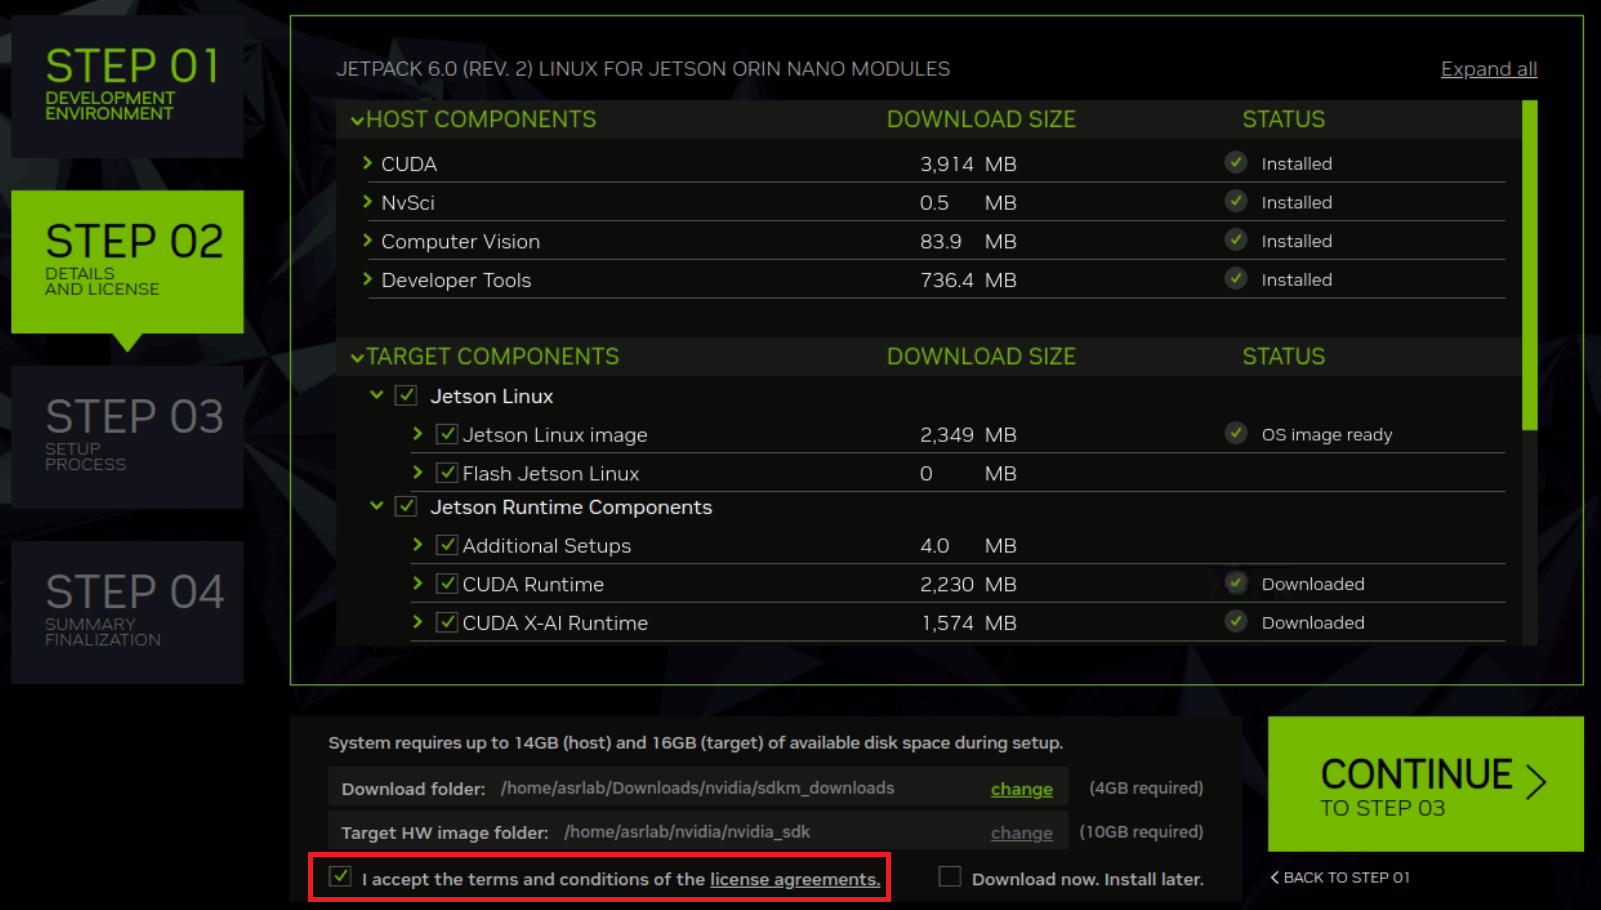 STEP 01
DEVELOPMENT
ENVIRONMENT
STEP 02
DETAILS
AND LICENSE
STEP 03
SETUP
PROCESS
STEP 04
SUMMARY
FINALIZATION
JETPACK 6.0 (REV. 2) LINUX FOR JETSON ORIN NANO MODULES Expand all
HOST COMPONENTS DOWNLOAD SIZE STATUS
CUDA 3,914 MB Installed
NvSci 0.5 MB Installed
Computer Vision 83.9 MB Installed
Developer Tools 736.4 MB Installed
TARGET COMPONENTS DOWNLOAD SIZE STATUS
Jetson Linux
Jetson Linux image 2,349 MB OS image ready
Flash Jetson Linux 0 MB
Jetson Runtime Components
Additional Setups 4.0 MB
CUDA Runtime 2,230 MB Downloaded
CUDA X-AI Runtime 1,574 MB Downloaded
System requires up to 14GB (host) and 16GB (target) of available disk space during setup.
Download folder: /home/asrlab/Downloads/nvidia/sdkm_downloads change (4GB required)
Target HW image folder: /home/asrlab/nvidia/nvidia_sdk change (10GB required)
I accept the terms and conditions of the license agreements. Download now. Install later.
CONTINUE
TO STEP 03
BACK TO STEP 01